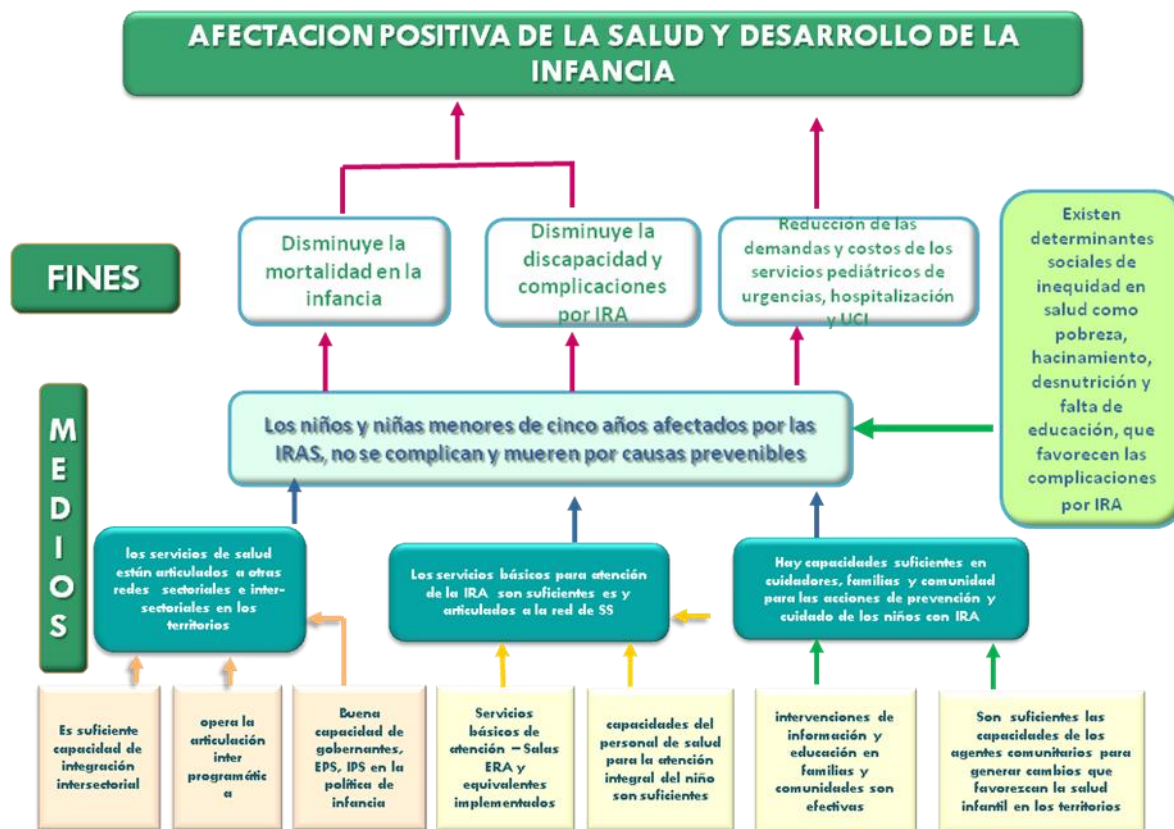 AFECTACION POSITIVA DE LA SALUD Y DESARROLLO DE LA
INFANCIA
FINES
Disminuye la
mortalidad en la
infancia
Disminuye la
discapacidad y
complicaciones
por IRA
Reducción de las
demandas y costos de los
servicios pediátricos de
urgencias, hospitalización
y UCI
Existen
determinantes
sociales de
inequidad en
salud como
pobreza,
hacinamiento,
desnutrición y
falta de
educación, que
favorecen las
complicaciones
por IRA
MEDIOS
Los niños y niñas menores de cinco años afectados por las
IRAS, no se complican y mueren por causas prevenibles
los servicios de salud
están articulados a otras
redes sectoriales e inter-
sectoriales en los
territorios
Los servicios básicos para atención
de la IRA son suficientes es y
articulados a la red de SS
Hay capacidades suficientes en
cuidadores, familias y comunidad
para las acciones de prevención y
cuidado de los niños con IRA
Es suficiente
capacidad de
integración
intersectorial
opera la
articulación
inter
programátic
a
Buena
capacidad de
gobernantes,
EPS, IPS en la
política de
infancia
Servicios
básicos de
atención – Salas
ERA y
equivalentes
implementados
capacidades del
personal de salud
para la atención
integral del niño
son suficientes
intervenciones de
información y
educación en
familias y
comunidades son
efectivas
Son suficientes las
capacidades de los
agentes comunitarios para
generar cambios que
favorezcan la salud
infantil en los territorios